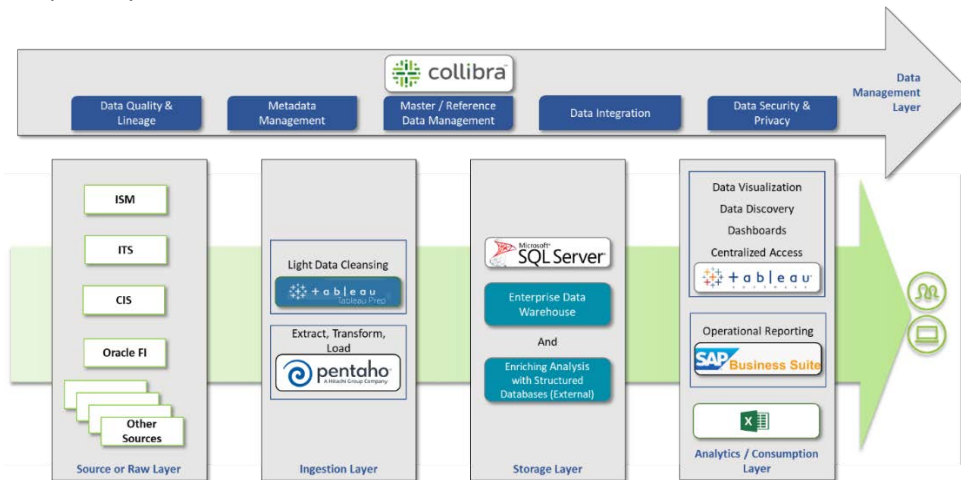 collibra
Data
Management
Layer
Data Quality &
Lineage
Metadata
Management
Master / Reference
Data Management
Data Integration
Data Security &
Privacy
ISM
ITS
CIS
Oracle FI
Other
Sources
Source or Raw Layer
Light Data Cleansing
+ a b | e a u
Tableau Prep
Extract, Transform,
Load
pentaho
A Hitachi Group Company
Ingestion Layer
Microsoft
SQL Server
Enterprise Data
Warehouse
And
Enriching Analysis
with Structured
Databases (External)
Storage Layer
Data Visualization
Data Discovery
Dashboards
Centralized Access
+ a b | e a u
Operational Reporting
SAP Business Suite
X
Analytics / Consumption
Layer